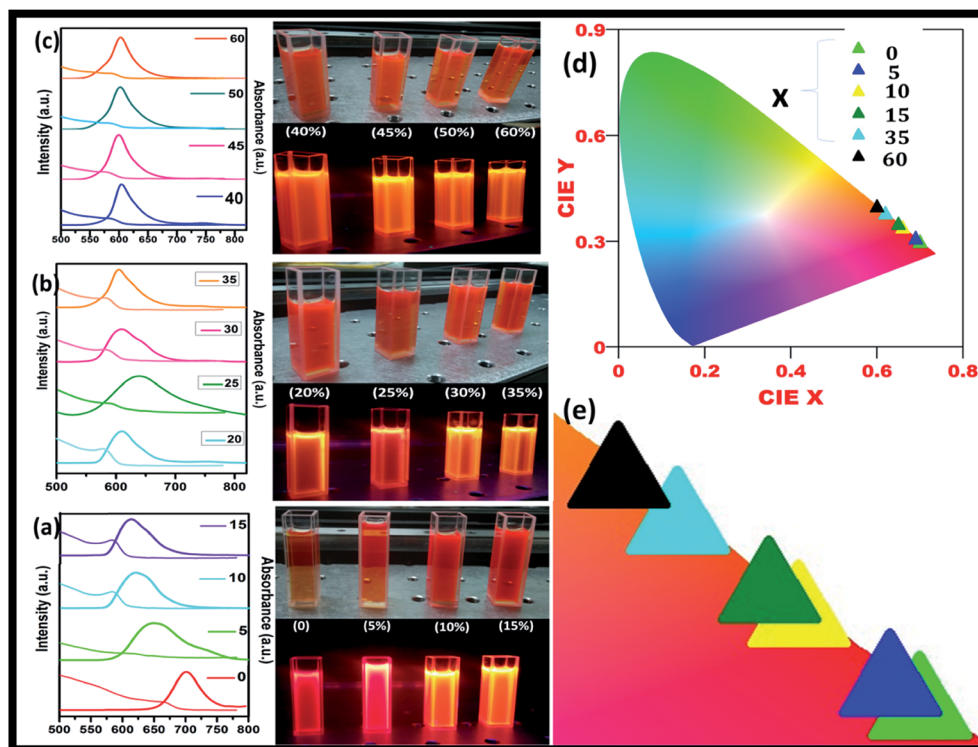 (c)
60
50
45
40
Intensity (a.u.)
Absorbance (a.u.)
500 550 600 650 700 750 800
(40%) (45%) (50%) (60%)
(b)
35
30
25
20
Intensity (a.u.)
Absorbance (a.u.)
500 600 700 800
(20%) (25%) (30%) (35%)
(a)
15
10
5
0
Intensity (a.u.)
Absorbance (a.u.)
500 550 600 650 700 750 800
(0) (5%) (10%) (15%)
(d)
0.9
0.6
0.3
0
CIE Y
0 0.2 0.4 0.6 0.8
CIE X
X
0
5
10
15
35
60
(e)